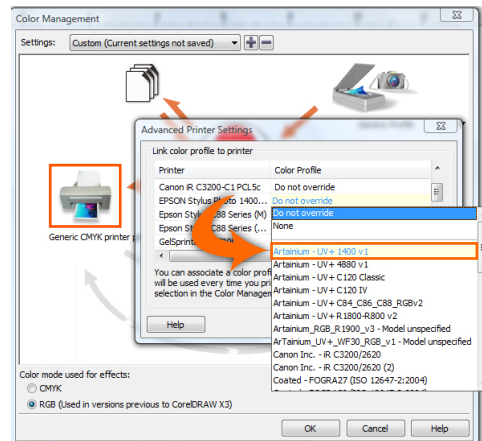 Color Management
Settings: Custom (Current settings not saved)
Advanced Printer Settings
Link color profile to printer
Printer Color Profile
Canon iR C3200-C1 PCL5c Do not override
EPSON Stylus Photo 1400... Do not override
Epson Stylus C88 Series (M) Do not override
Epson C88 Series (... None
GelSprint
Artainium - UV+ 1400 v1
Artainium - UV+ 4880 v1
Artainium - UV+ C120 Classic
Artainium - UV+ C120 IV
Artainium - UV+ C84_C86_C88_RGBv2
Artainium - UV+ R1800-R800 v2
Artainium_RGB_R1900_v3 - Model unspecified
ArTainium_UV+_WF30_RGB_v1 - Model unspecified
Canon Inc. - iR C3200/2620
Canon Inc. - iR C3200/2620 (2)
Coated - FOGRA27 (ISO 12647-2:2004)
You can associate a color profi
will be used every time you pri
selection in the Color Manager
Help
Generic CMYK printer p
Color mode used for effects:
CMYK
RGB (Used in versions previous to CorelDRAW X3)
OK Cancel Help